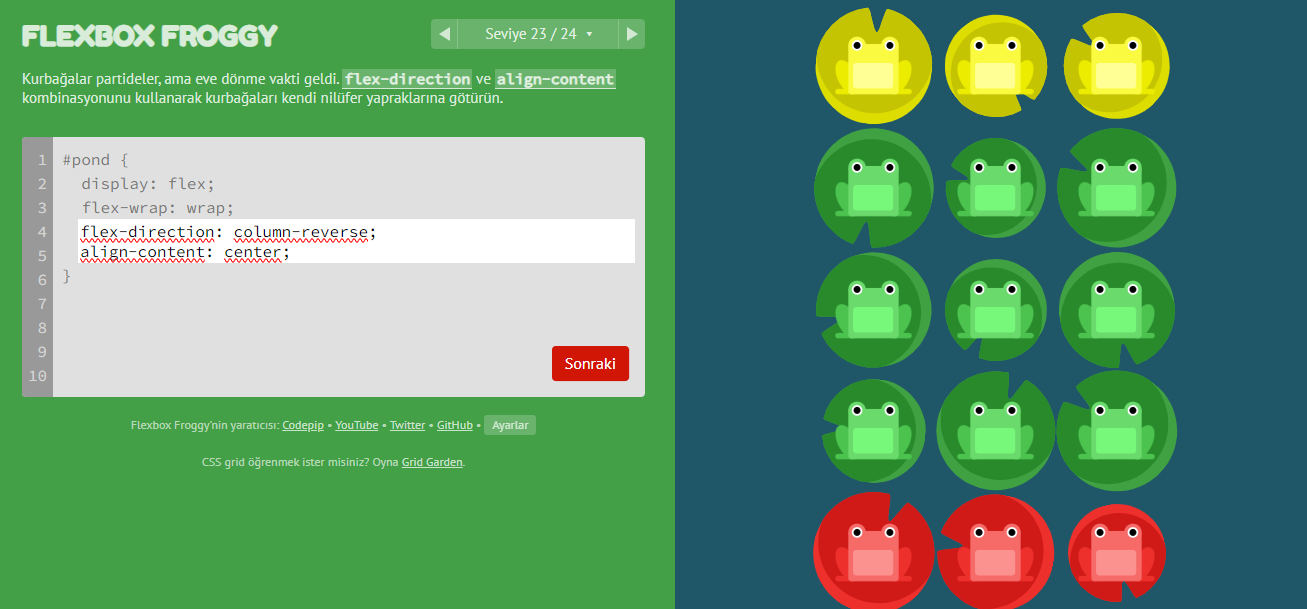 FLEXBOX FROGGY
Seviye 23 / 24
Kurbağalar partideler, ama eve dönme vakti geldi. flex-direction ve align-content
kombinasyonunu kullanarak kurbağaları kendi nilüfer yapraklarına götürün.
1 #pond {
2 display: flex;
3 flex-wrap: wrap;
4 flex-direction: column-reverse;
5 align-content: center;
6 }
7
8
9
10
Sonraki
Flexbox Froggy'nin yaratıcısı: Codepip • YouTube • Twitter • GitHub • Ayarlar
CSS grid öğrenmek ister misiniz? Oyna Grid Garden.